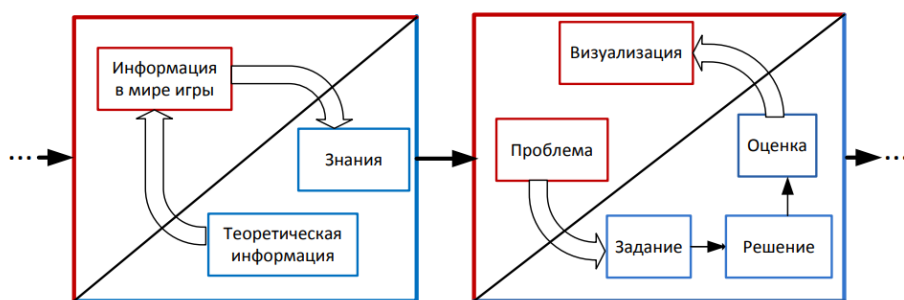 Информация
в мире игры
Знания
Теоретическая
информация
Визуализация
Проблема
Оценка
Задание
Решение
...
...